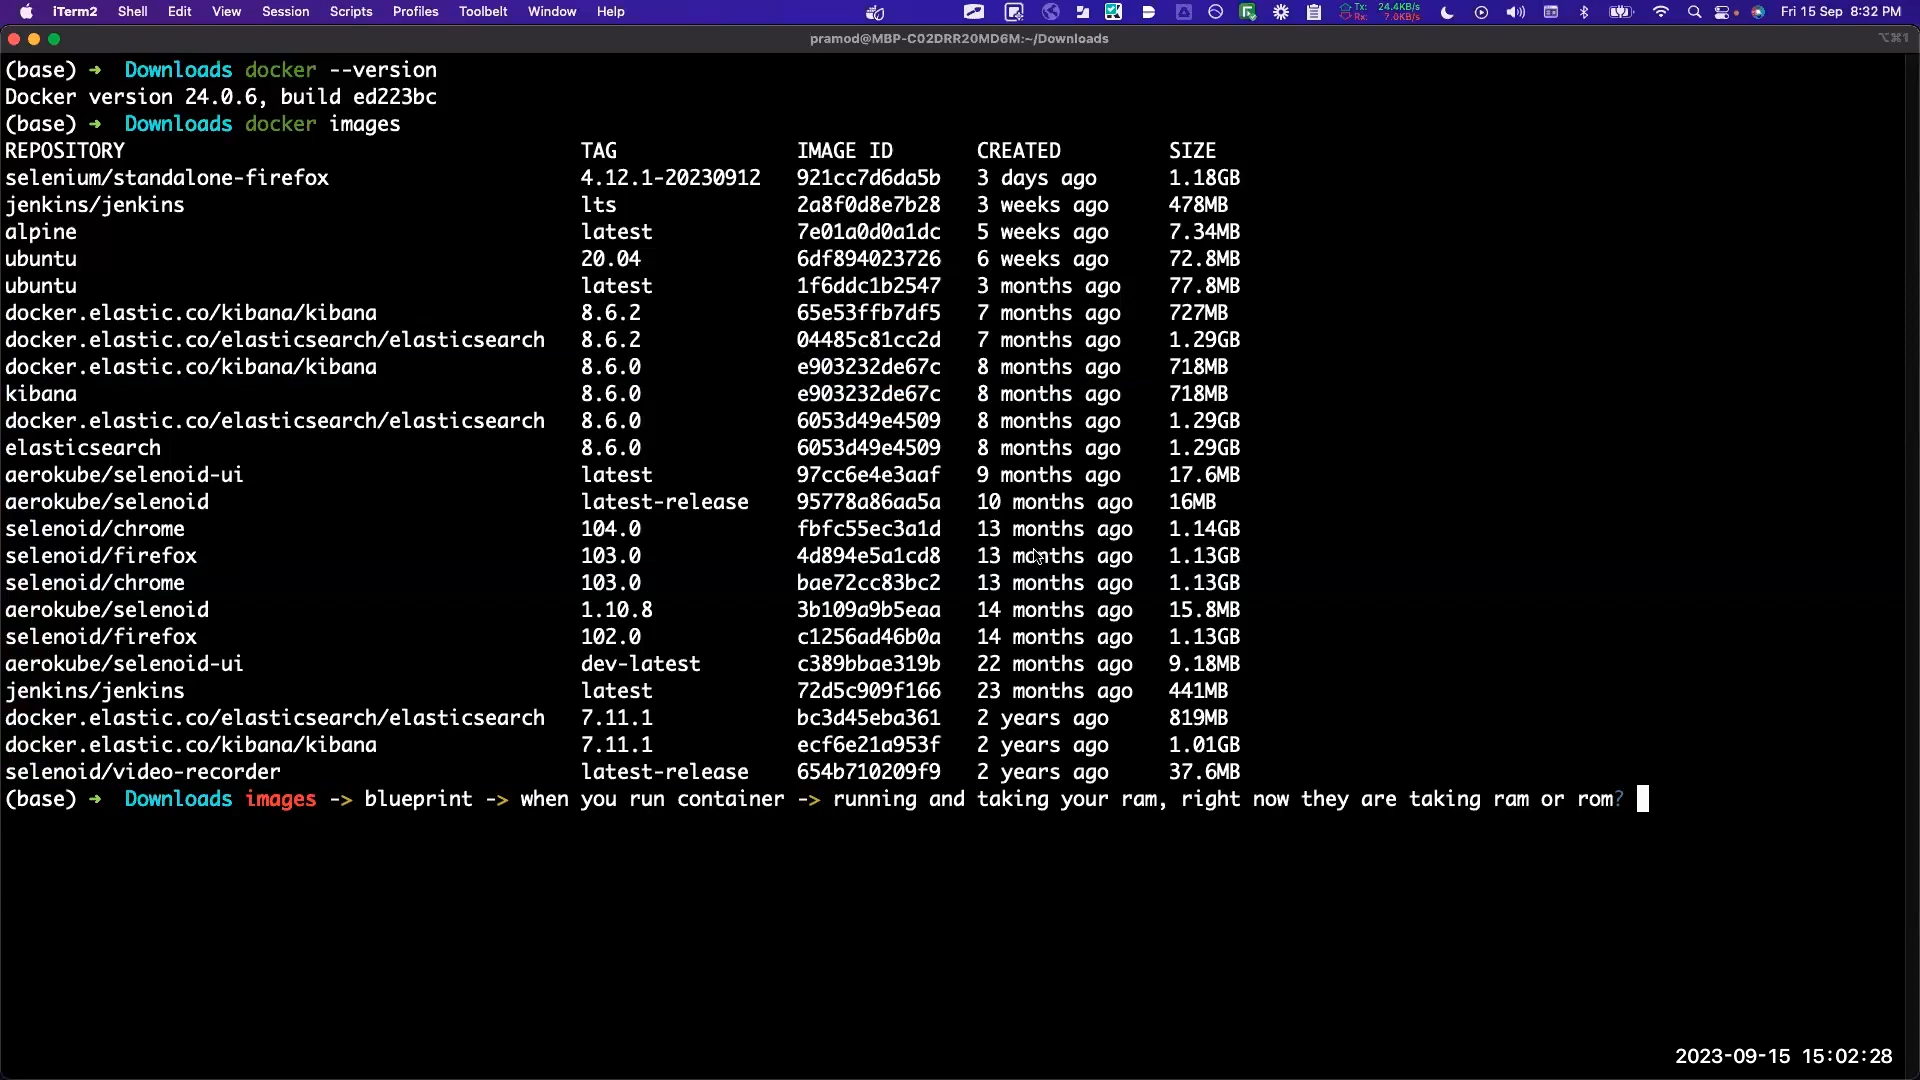 iTerm2 Shell Edit View Session Scripts Profiles Toolbelt Window Help Tx: 24.4KB/s Rx: 7.0KB/s Fri 15 Sep 8:32 PM
pramod@MBP-C02DRR20MD6M:~/Downloads ⌥⌘1
(base) ➜ Downloads docker --version
Docker version 24.0.6, build ed223bc
(base) ➜ Downloads docker images
REPOSITORY TAG IMAGE ID CREATED SIZE
selenium/standalone-firefox 4.12.1-20230912 921cc7d6da5b 3 days ago 1.18GB
jenkins/jenkins lts 2a8f0d8e7b28 3 weeks ago 478MB
alpine latest 7e01a0d0a1dc 5 weeks ago 7.34MB
ubuntu 20.04 6df894023726 6 weeks ago 72.8MB
ubuntu latest 1f6ddc1b2547 3 months ago 77.8MB
docker.elastic.co/kibana/kibana 8.6.2 65e53ffb7df5 7 months ago 727MB
docker.elastic.co/elasticsearch/elasticsearch 8.6.2 04485c81cc2d 7 months ago 1.29GB
docker.elastic.co/kibana/kibana 8.6.0 e903232de67c 8 months ago 718MB
kibana 8.6.0 e903232de67c 8 months ago 718MB
docker.elastic.co/elasticsearch/elasticsearch 8.6.0 6053d49e4509 8 months ago 1.29GB
elasticsearch 8.6.0 6053d49e4509 8 months ago 1.29GB
aerokube/selenoid-ui latest 97cc6e4e3aaf 9 months ago 17.6MB
aerokube/selenoid latest-release 95778a86aa5a 10 months ago 16MB
selenoid/chrome 104.0 fbfc55ec3a1d 13 months ago 1.14GB
selenoid/firefox 103.0 4d894e5a1cd8 13 months ago 1.13GB
selenoid/chrome 103.0 bae72cc83bc2 13 months ago 1.13GB
aerokube/selenoid 1.10.8 3b109a9b5eaa 14 months ago 15.8MB
selenoid/firefox 102.0 c1256ad46b0a 14 months ago 1.13GB
aerokube/selenoid-ui dev-latest c389bbae319b 22 months ago 9.18MB
jenkins/jenkins latest 72d5c909f166 23 months ago 441MB
docker.elastic.co/elasticsearch/elasticsearch 7.11.1 bc3d45eba361 2 years ago 819MB
docker.elastic.co/kibana/kibana 7.11.1 ecf6e21a953f 2 years ago 1.01GB
selenoid/video-recorder latest-release 654b710209f9 2 years ago 37.6MB
(base) ➜ Downloads images -> blueprint -> when you run container -> running and taking your ram, right now they are taking ram or rom?
2023-09-15 15:02:28